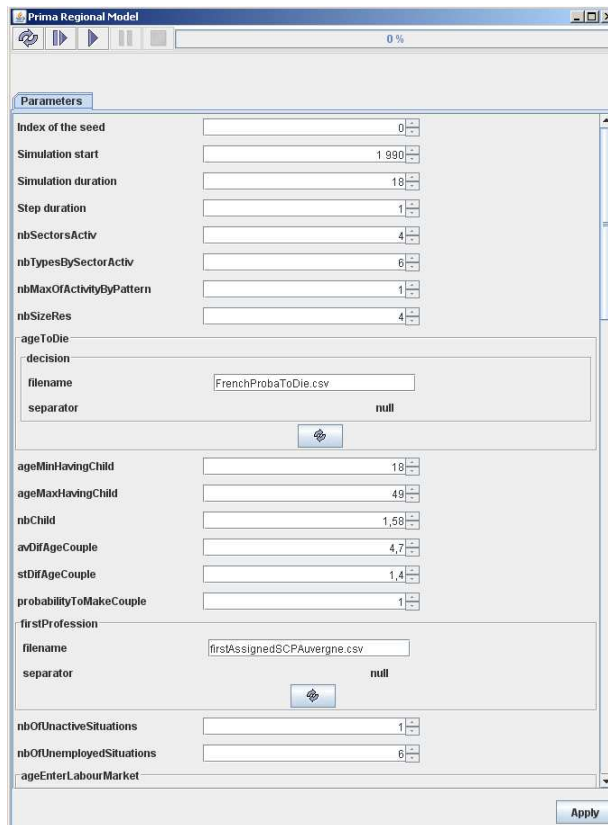 Prima Regional Model
0 %
Parameters
Index of the seed 0
Simulation start 1 990
Simulation duration 18
Step duration 1
nbSectorsActiv 4
nbTypesBySectorActiv 6
nbMaxOfActivityByPattern 1
nbSizeRes 4
ageToDie
decision
filename FrenchProbaToDie.csv
separator null
ageMinHavingChild 18
ageMaxHavingChild 49
nbChild 1,58
avDifAgeCouple 4,7
stDifAgeCouple 1,4
probabilityToMakeCouple 1
firstProfession
filename firstAssignedSCPAuvergne.csv
separator null
nbOfUnactiveSituations 1
nbOfUnemployedSituations 6
ageEnterLabourMarket
Apply